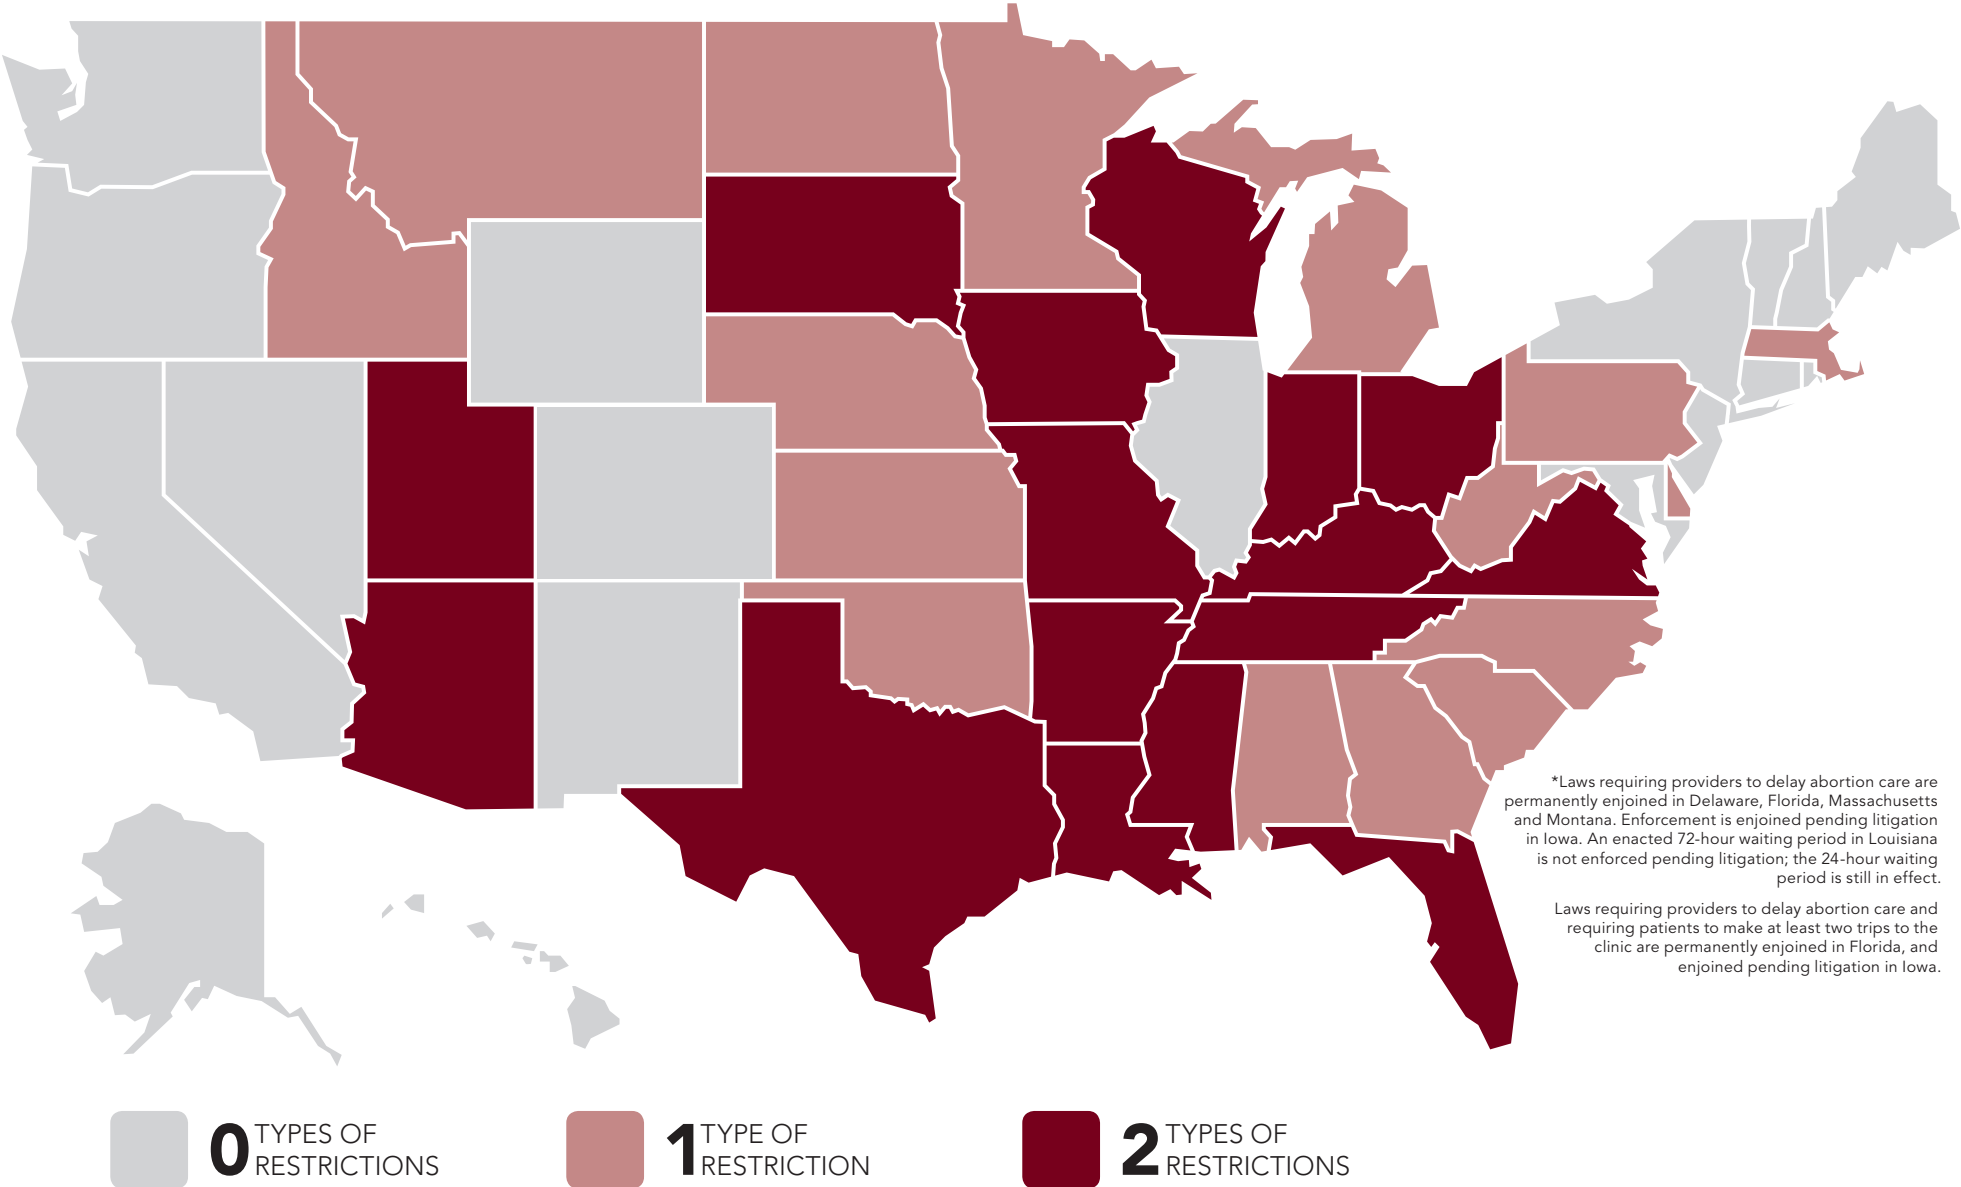 *Laws requiring providers to delay abortion care are
permanently enjoined in Delaware, Florida, Massachusetts
and Montana. Enforcement is enjoined pending litigation
in Iowa. An enacted 72-hour waiting period in Louisiana
is not enforced pending litigation; the 24-hour waiting
period is still in effect.
Laws requiring providers to delay abortion care and
requiring patients to make at least two trips to the
clinic are permanently enjoined in Florida, and
enjoined pending litigation in Iowa.
0 TYPES OF
RESTRICTIONS
1 TYPE OF
RESTRICTION
2 TYPES OF
RESTRICTIONS